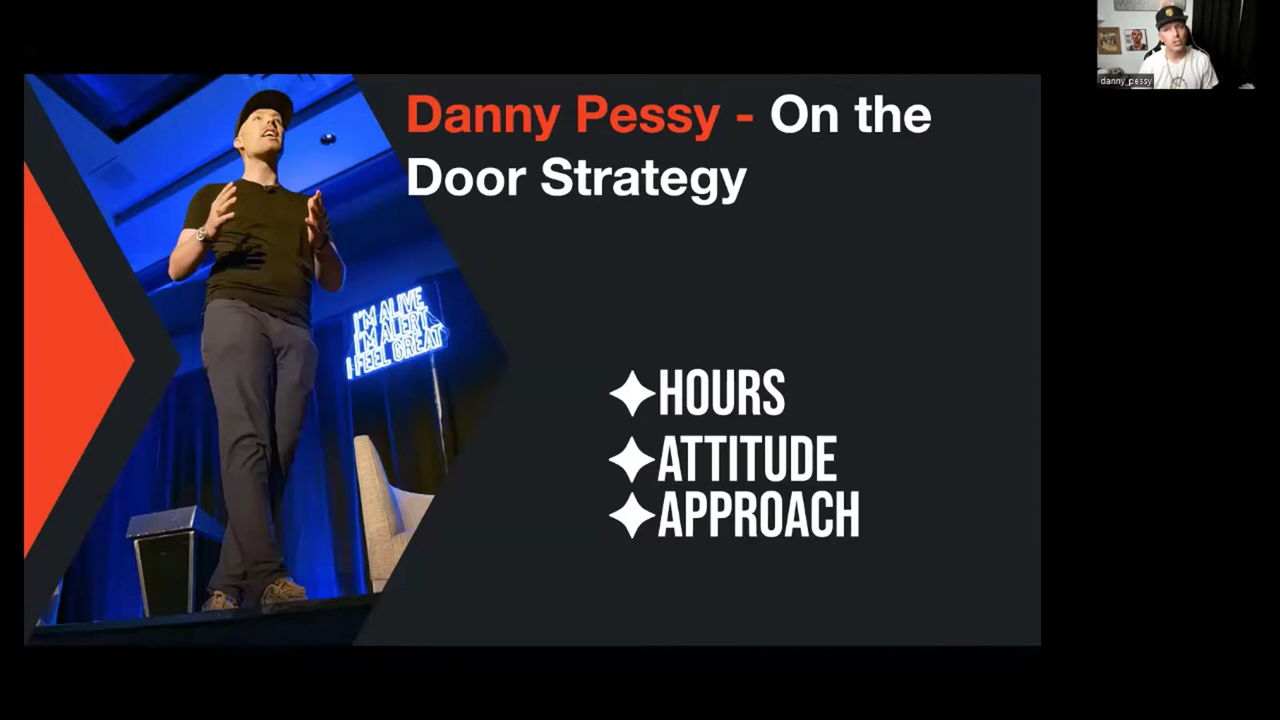 Danny Pessy - On the
Door Strategy
I'M ALIVE
I'M ALERT
I FEEL GREAT
HOURS
ATTITUDE
APPROACH
danny_pessy